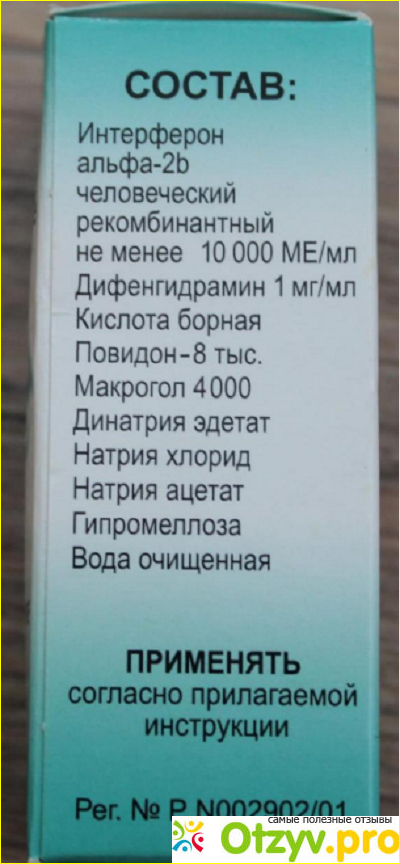 СОСТАВ:
Интерферон
альфа-2b
человеческий
рекомбинантный
не менее 10 000 МЕ/мл
Дифенгидрамин 1 мг/мл
Кислота борная
Повидон-8 тыс.
Макрогол 4000
Динатрия эдетат
Натрия хлорид
Натрия ацетат
Гипромеллоза
Вода очищенная
ПРИМЕНЯТЬ
согласно прилагаемой
инструкции
Рег. № P N002902/01
самые полезные отзывы
Otzyv.pro